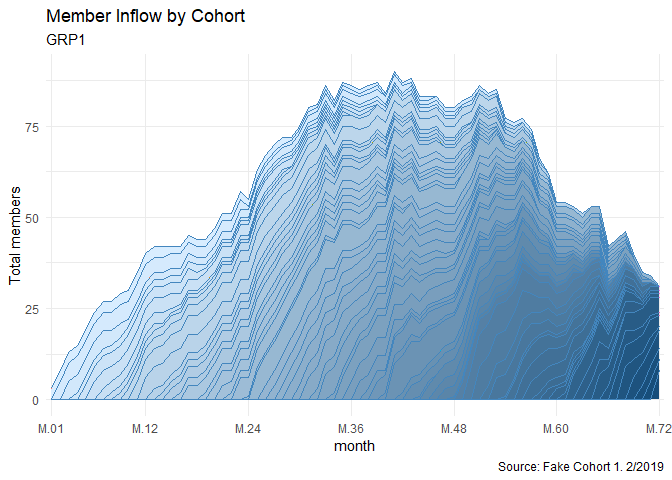 Member Inflow by Cohort
GRP1
Total members
75
50
25
0
M.01 M.12 M.24 M.36 M.48 M.60 M.72
month
Source: Fake Cohort 1. 2/2019